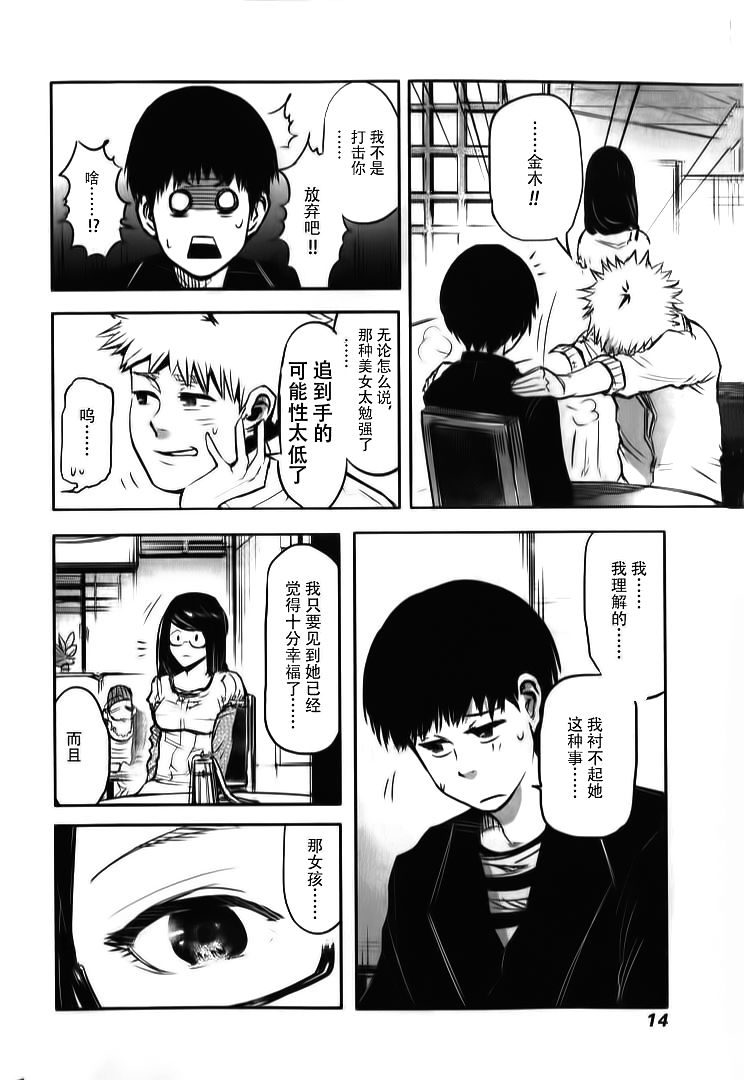 ……金木!!
我不是
打击你
……
放弃吧!!
啥……!?
无论怎么说,
那种美女太勉强了
……
追到手的
可能性太低了
呜……
我……
我理解的……
我衬不起她
这种事……
我只要见到她已经
觉得十分幸福了……
而且
那女孩……
14